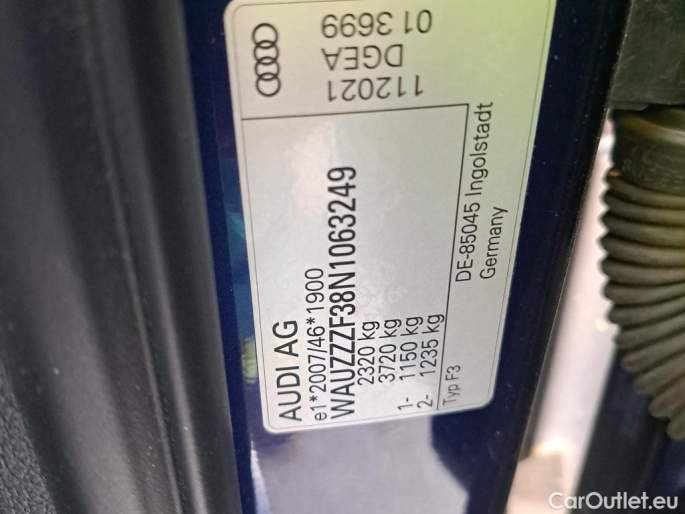 AUDI AG
e1*2007/46*1900
WAUZZZF38N1063249
2320 kg
3720 kg
1- 1150 kg
2- 1235 kg
Typ F3
DE-85045 Ingolstadt
Germany
112021
DGEA
01 3699
CarOutlet.eu